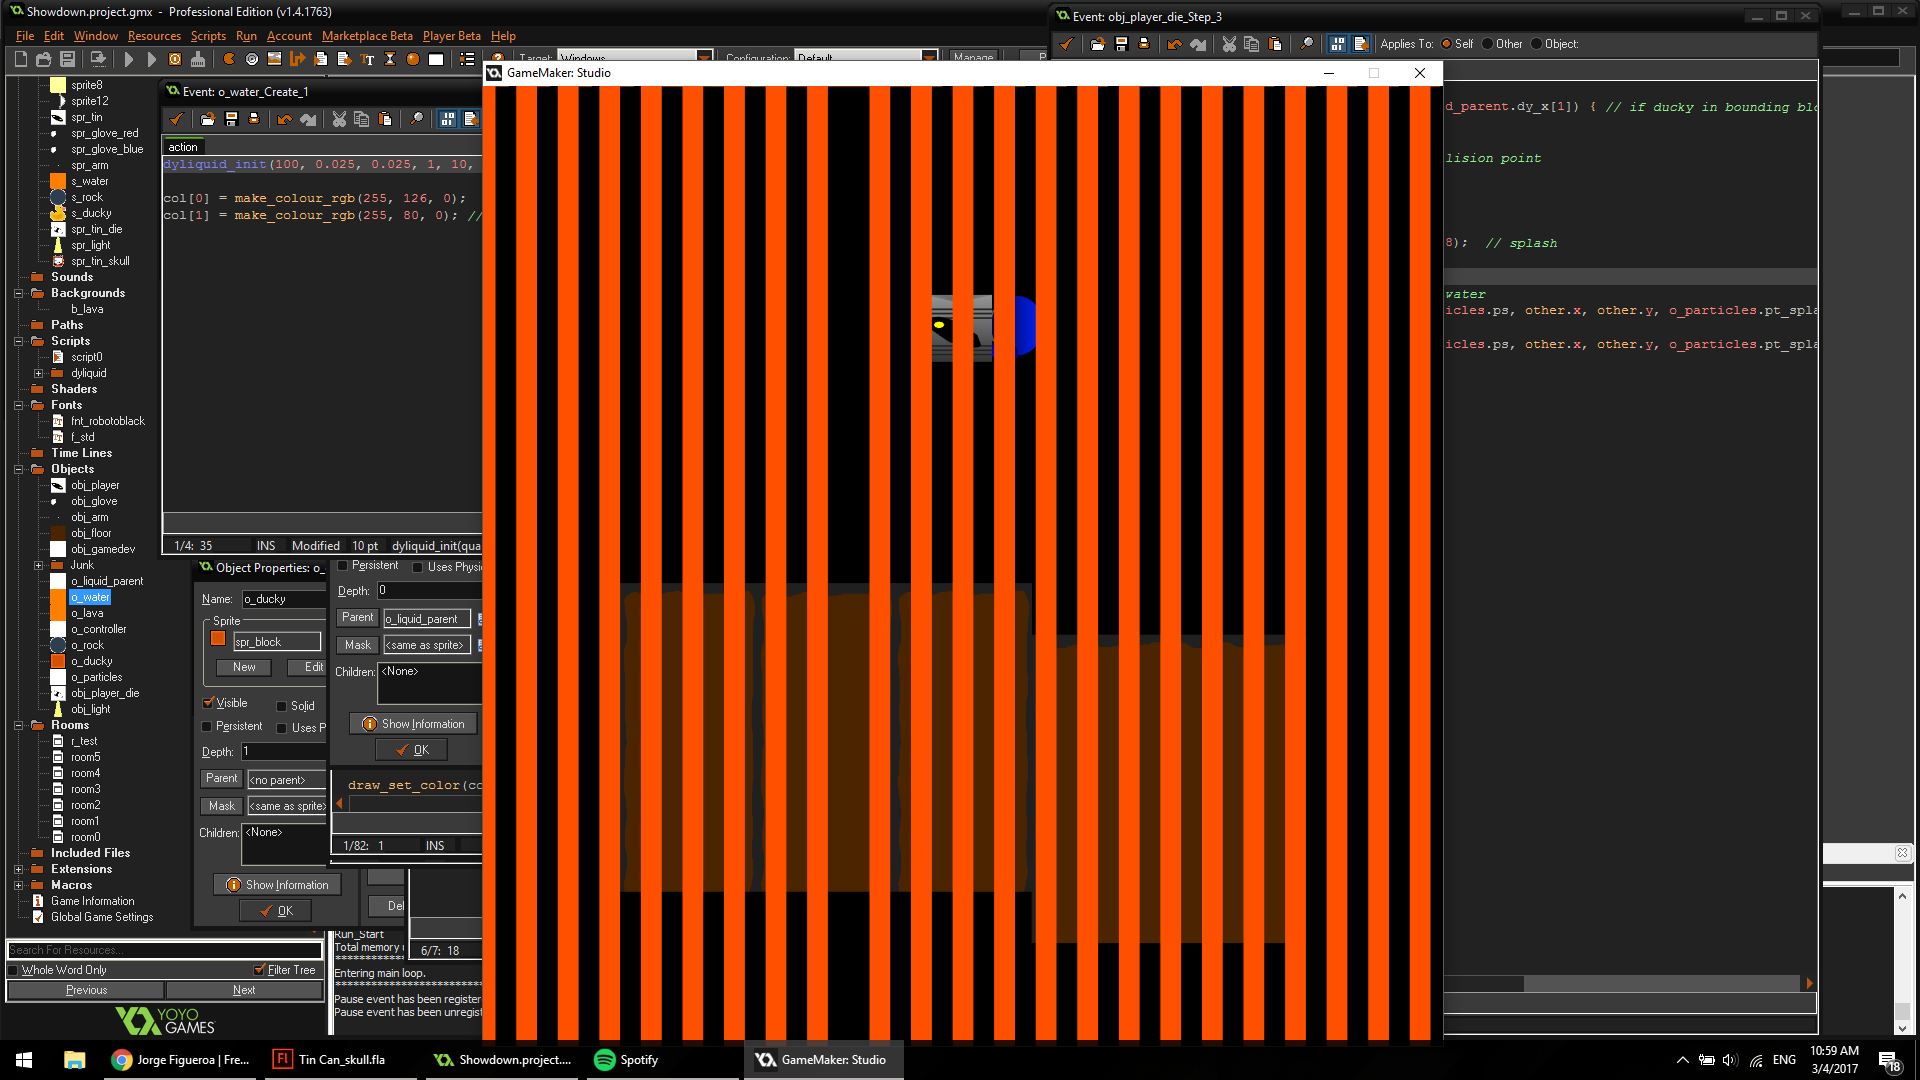 Showdown.project.gmx - Professional Edition (v1.4.1763)
File Edit Window Resources Scripts Run Account Marketplace Beta Player Beta Help
Target: Windows Configuration: Default Manage
Event: obj_player_die_Step_3
Applies To: Self Other Object:
GameMaker: Studio
sprite8
sprite12
spr_tin
spr_glove_red
spr_glove_blue
spr_arm
s_water
s_rock
s_ducky
spr_tin_die
spr_light
spr_tin_skull
Sounds
Backgrounds
b_lava
Paths
Scripts
script0
dyliquid
Shaders
Fonts
fnt_robotoblack
f_std
Time Lines
Objects
obj_player
obj_glove
obj_arm
obj_floor
obj_gamedev
Junk
o_liquid_parent
o_water
o_lava
o_controller
o_rock
o_ducky
o_particles
obj_player_die
obj_light
Rooms
r_test
room5
room4
room3
room2
room1
room0
Included Files
Extensions
Macros
Game Information
Global Game Settings
Search For Resources...
Whole Word Only Filter Tree
Previous Next
YOYO
GAMES
Event: o_water_Create_1
action
dyliquid_init(100, 0.025, 0.025, 1, 10,
col[0] = make_colour_rgb(255, 126, 0);
col[1] = make_colour_rgb(255, 80, 0); //
1/4: 35 INS Modified 10 pt dyliquid_init(qua
Object Properties: o_
Name: o_ducky
Sprite
spr_block
New Edit
Visible Solid
Persistent Uses P
Depth: 1
Parent <no parent>
Mask <same as sprite>
Children: <None>
Show Information
OK
Persistent Uses Physi
Depth: 0
Parent o_liquid_parent
Mask <same as sprite>
Children: <None>
Show Information
OK
draw_set_color(co
1/82: 1 INS
Del
6/7: 18
Run_Start
Total memory u
Entering main loop.
Pause event has been register
Pause event has been unregist
d_parent.dy_x[1]) { // if ducky in bounding blo
lision point
8); // splash
water
icles.ps, other.x, other.y, o_particles.pt_spla
icles.ps, other.x, other.y, o_particles.pt_spla
Jorge Figueroa | Fre...
Tin Can_skull.fla
Showdown.project....
Spotify
GameMaker: Studio
ENG
10:59 AM
3/4/2017
18